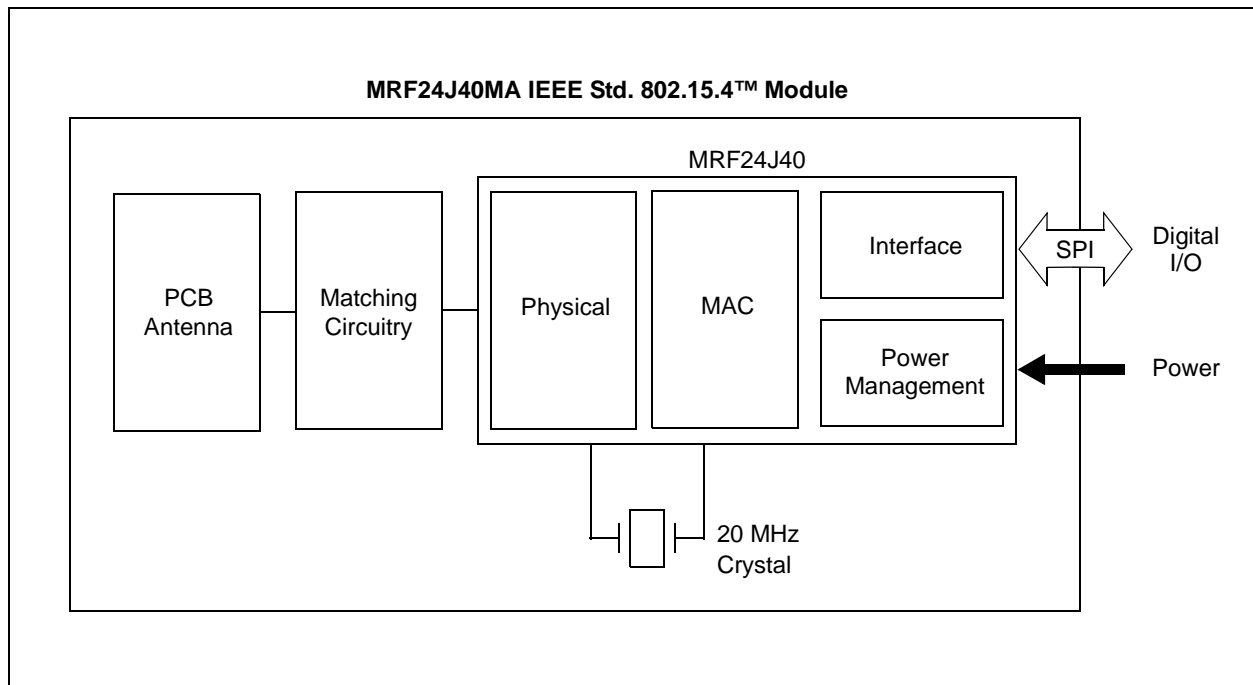 MRF24J40MA IEEE Std. 802.15.4™ Module
MRF24J40
PCB
Antenna
Matching
Circuitry
Physical
MAC
Interface
Power
Management
SPI
Digital
I/O
Power
20 MHz
Crystal